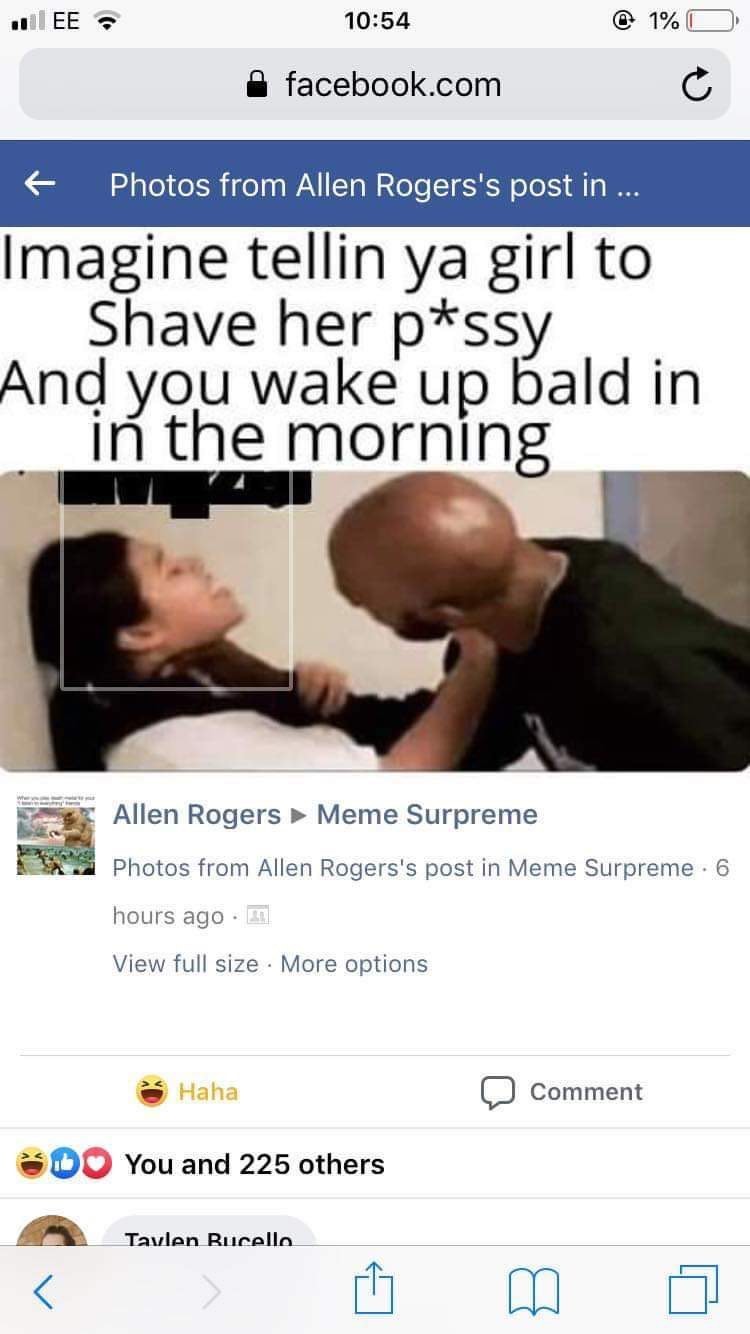 EE 10:54 1%
facebook.com
Photos from Allen Rogers's post in ...
Imagine tellin ya girl to
Shave her p*ssy
And you wake up bald in
in the morning
Allen Rogers ▸ Meme Surpreme
Photos from Allen Rogers's post in Meme Surpreme · 6
hours ago ·
View full size · More options
Haha Comment
You and 225 others
Taylen Bucello